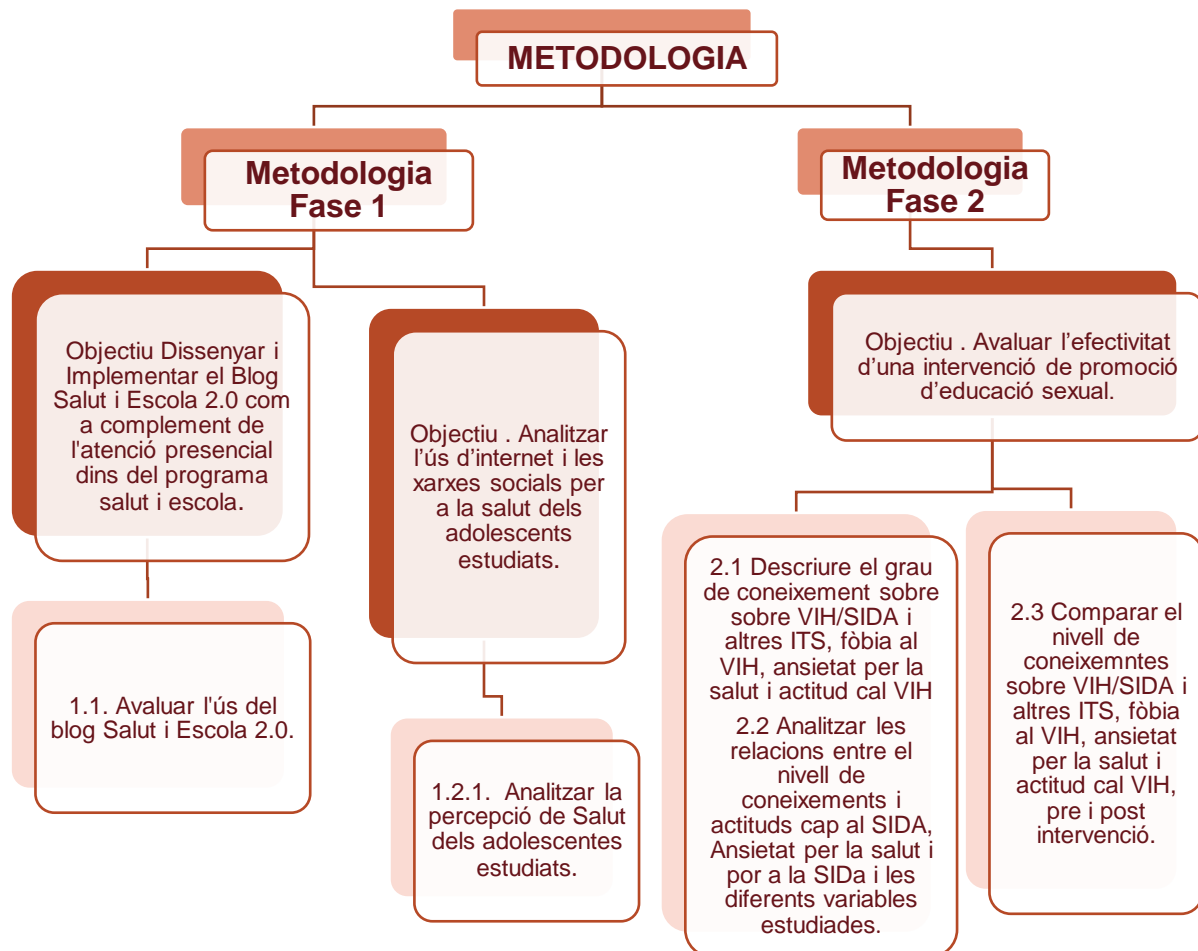 METODOLOGIA
Metodologia
Fase 1
Metodologia
Fase 2
Objectiu Dissenyar i
Implementar el Blog
Salut i Escola 2.0 com
a complement de
l'atenció presencial
dins del programa
salut i escola.
Objectiu . Analitzar
l’ús d’internet i les
xarxes socials per
a la salut dels
adolescents
estudiats.
Objectiu . Avaluar l’efectivitat
d’una intervenció de promoció
d’educació sexual.
1.1. Avaluar l'ús del
blog Salut i Escola 2.0.
1.2.1. Analitzar la
percepció de Salut
dels adolescentes
estudiats.
2.1 Descriure el grau
de coneixement sobre
sobre VIH/SIDA i
altres ITS, fòbia al
VIH, ansietat per la
salut i actitud cal VIH
2.2 Analitzar les
relacions entre el
nivell de
coneixements i
actituds cap al SIDA,
Ansietat per la salut i
por a la SIDa i les
diferents variables
estudiades.
2.3 Comparar el
nivell de
coneixemntes
sobre VIH/SIDA i
altres ITS, fòbia
al VIH, ansietat
per la salut i
actitud cal VIH,
pre i post
intervenció.